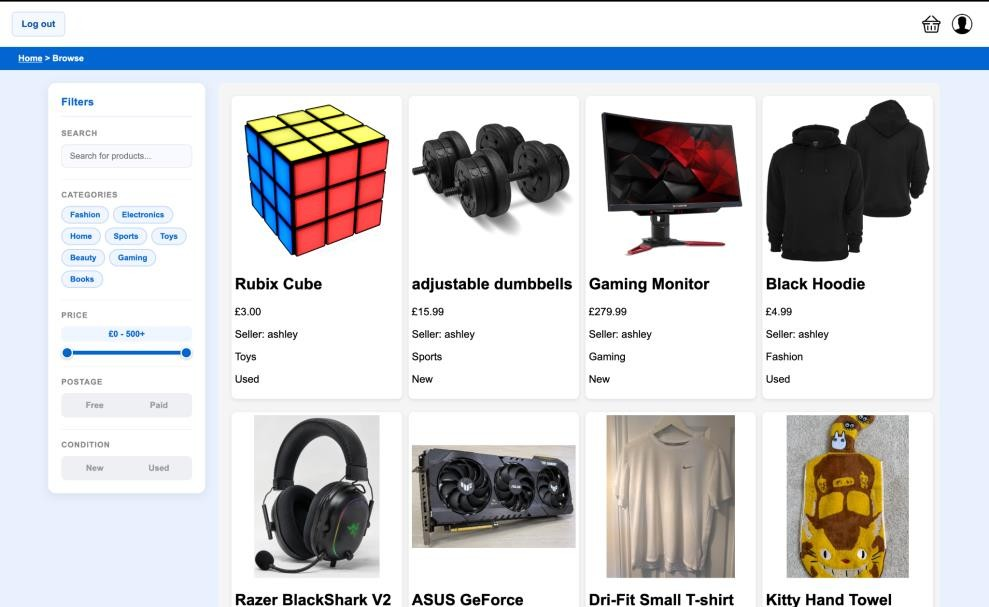 Log out
Home > Browse
Filters
SEARCH
Search for products...
CATEGORIES
Fashion Electronics
Home Sports Toys
Beauty Gaming
Books
PRICE
£0 - 500+
POSTAGE
Free Paid
CONDITION
New Used
Rubix Cube
£3.00
Seller: ashley
Toys
Used
adjustable dumbbells
£15.99
Seller: ashley
Sports
New
Gaming Monitor
£279.99
Seller: ashley
Gaming
New
Black Hoodie
£4.99
Seller: ashley
Fashion
Used
Razer BlackShark V2
ASUS GeForce
Dri-Fit Small T-shirt
Kitty Hand Towel